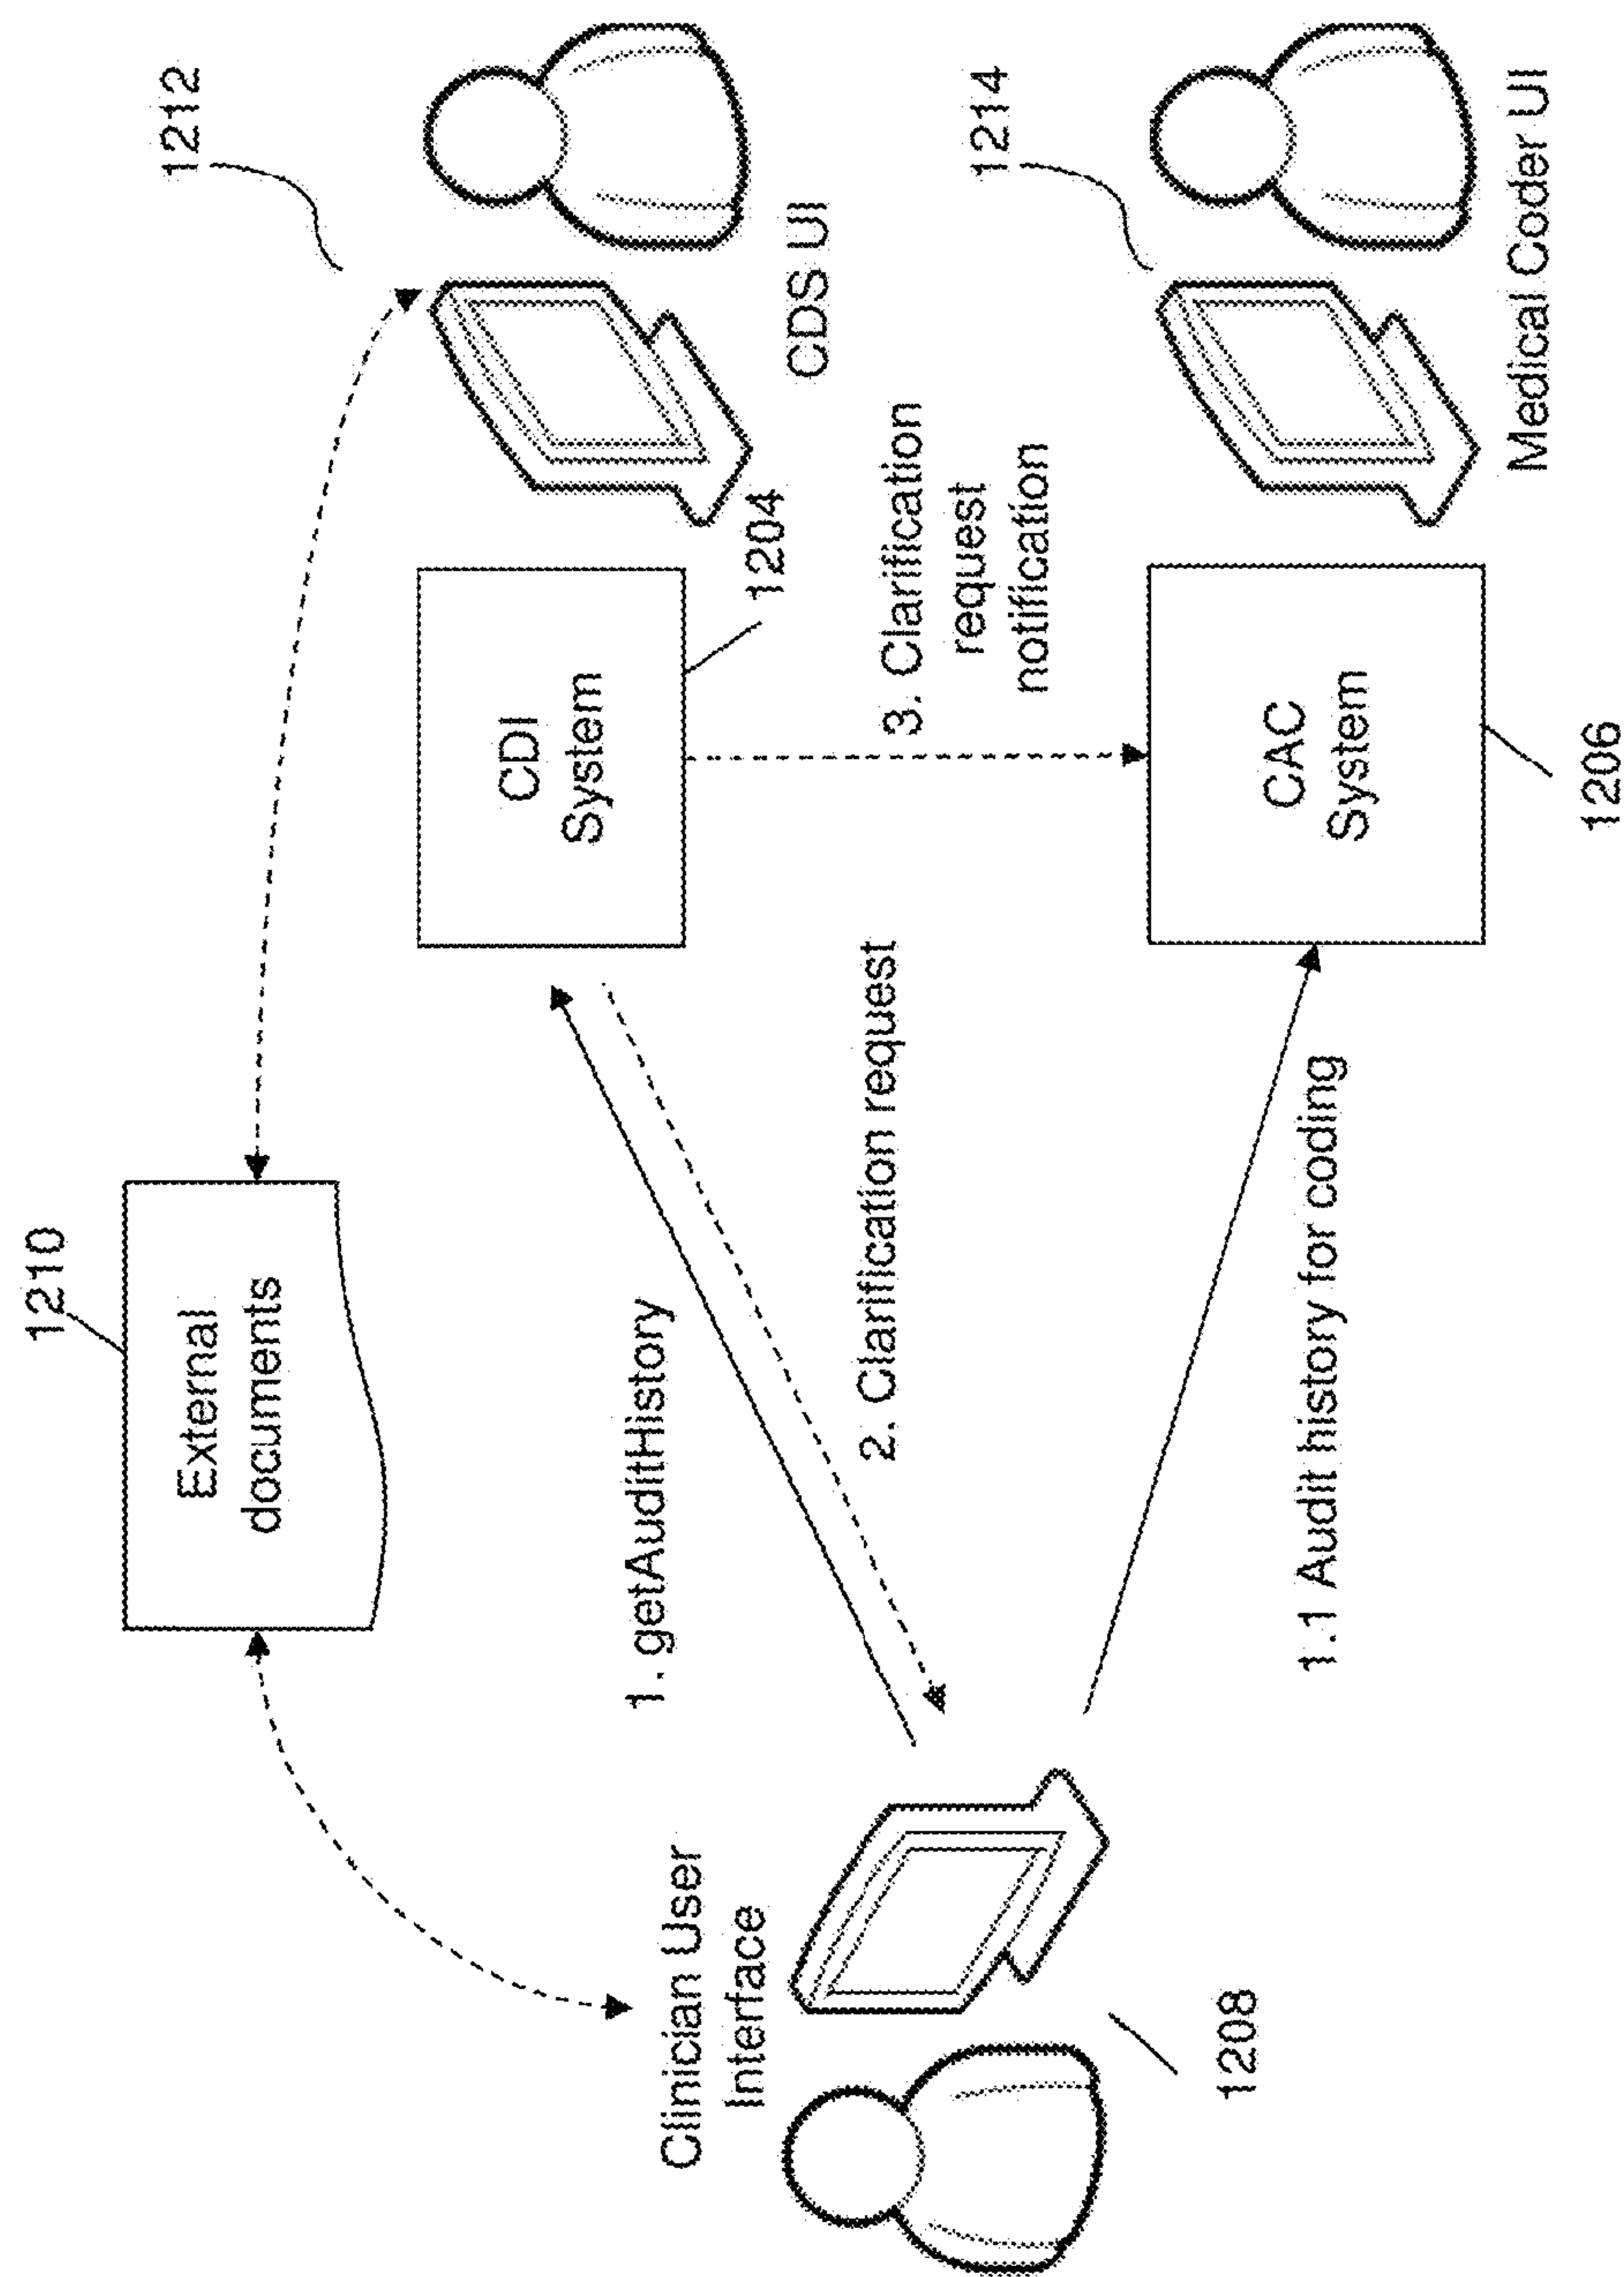 1210
External
documents
1212
CDS UI
Clinician User
Interface
1208
1. getAuditHistory
2. Clarification request
CDI
System
1204
3. Clarification
request
notification
1.1 Audit history for coding
CAC
System
1206
1214
Medical Coder UI